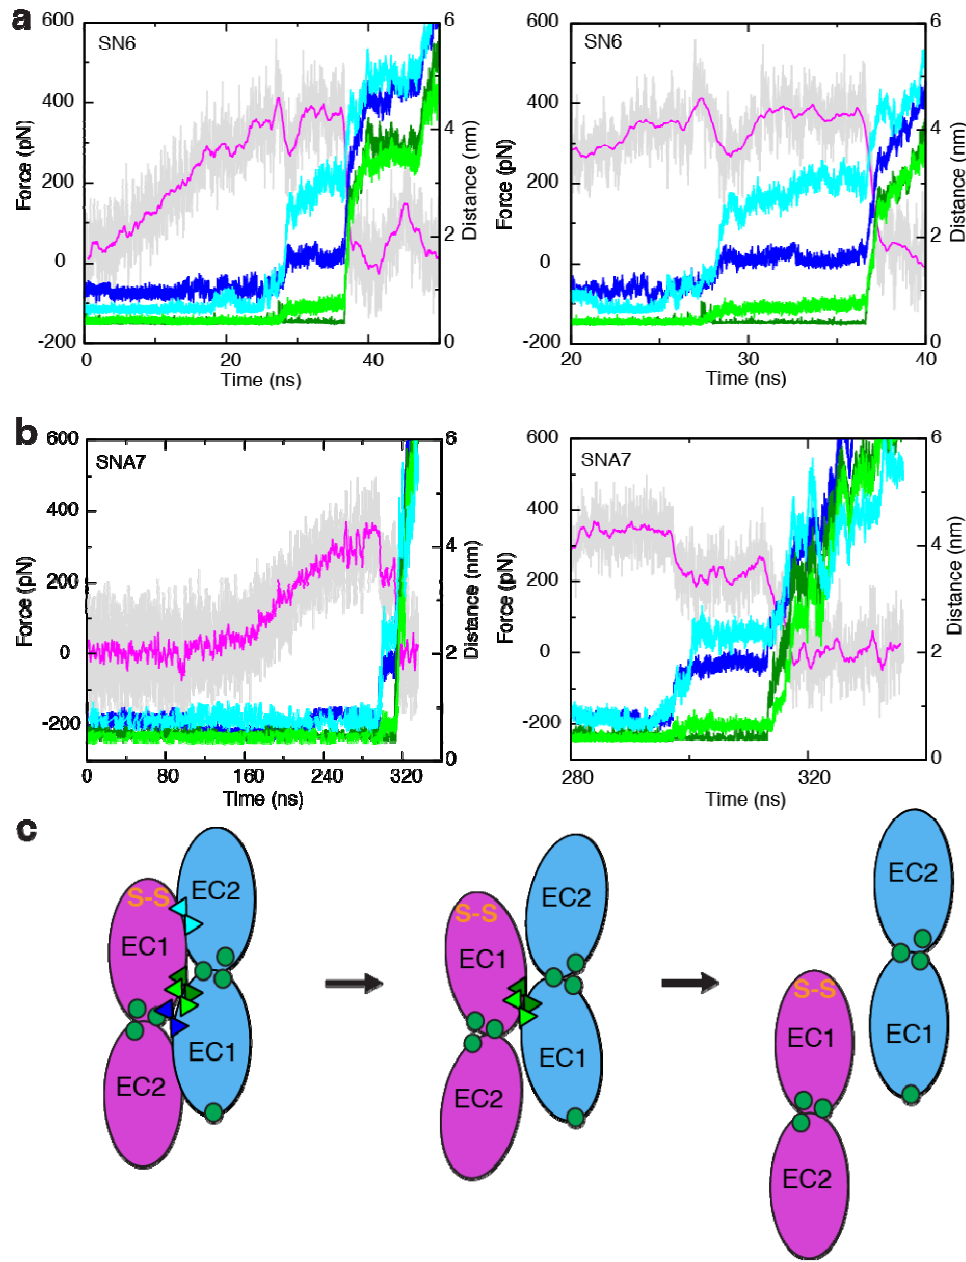 a
SN6
600
400
200
0
-200
Force (pN)
6
4
2
0
Distance (nm)
0 20 40
Time (ns)
SN6
600
400
200
0
-200
Force (pN)
6
4
2
0
Distance (nm)
20 30 40
Time (ns)
b
SNA7
600
400
200
0
-200
Force (pN)
6
4
2
0
Distance (nm)
0 80 160 240 320
Time (ns)
SNA7
600
400
200
0
-200
Force (pN)
6
4
2
0
Distance (nm)
280 320
Time (ns)
c
S-S
EC1
EC2
EC2
EC1
S-S
EC1
EC2
EC2
EC1
S-S
EC1
EC2
EC2
EC1